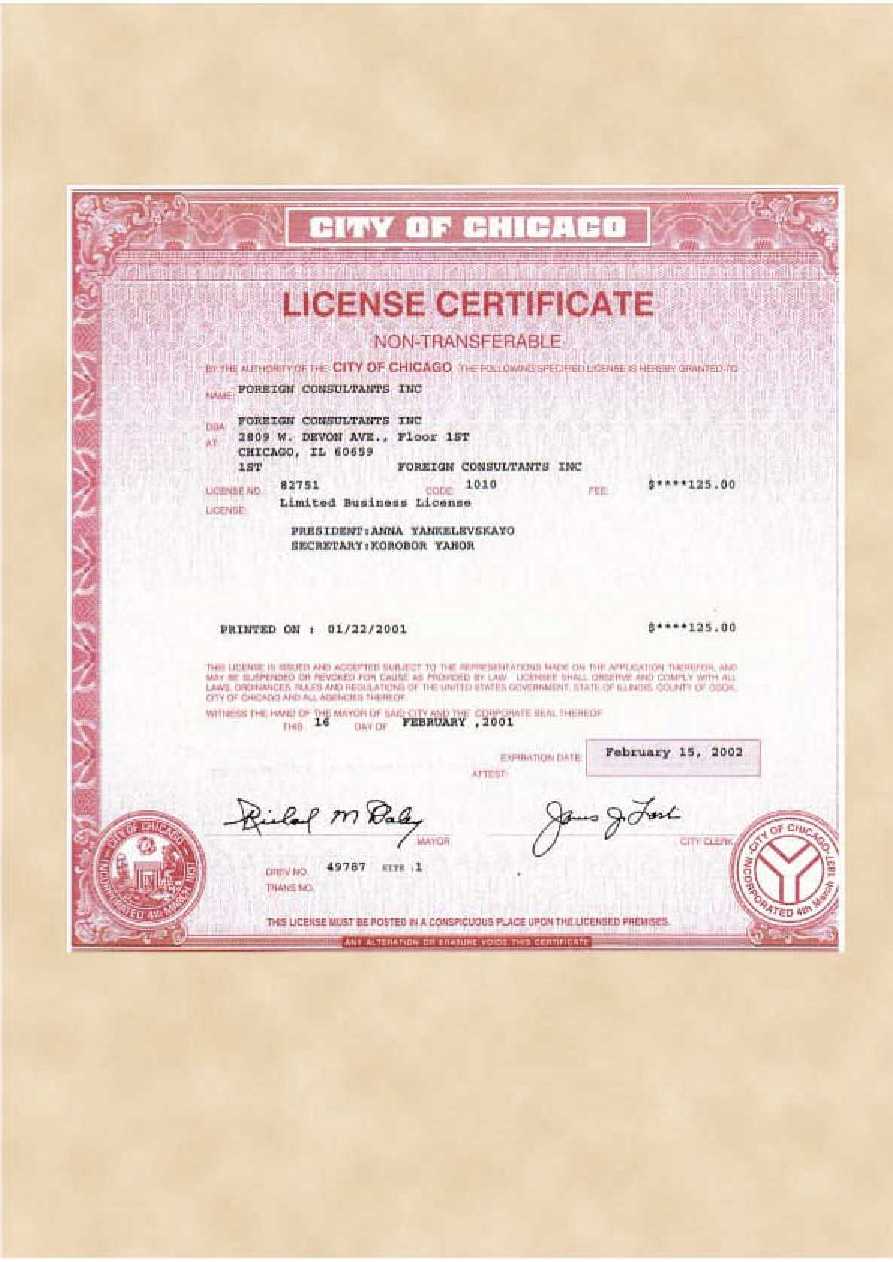 CITY OF CHICAGO
LICENSE CERTIFICATE
NON-TRANSFERABLE
BY THE AUTHORITY OF THE CITY OF CHICAGO THE FOLLOWING SPECIFIED LICENSE IS HEREBY GRANTED TO
NAME: FOREIGN CONSULTANTS INC
DBA: FOREIGN CONSULTANTS INC
AT: 2809 W. DEVON AVE., Floor 1ST
CHICAGO, IL 60659
1ST FOREIGN CONSULTANTS INC
LICENSE NO. 82751 CODE: 1010 FEE: $****125.00
LICENSE: Limited Business License
PRESIDENT:ANNA YANKELEVSKAYO
SECRETARY:KOROBOR YAHOR
PRINTED ON : 01/22/2001 $****125.00
THIS LICENSE IS ISSUED AND ACCEPTED SUBJECT TO THE REPRESENTATIONS MADE ON THE APPLICATION THEREFOR, AND
MAY BE SUSPENDED OR REVOKED FOR CAUSE AS PROVIDED BY LAW. LICENSEE SHALL OBSERVE AND COMPLY WITH ALL
LAWS, ORDINANCES, RULES AND REGULATIONS OF THE UNITED STATES GOVERNMENT, STATE OF ILLINOIS, COUNTY OF COOK,
CITY OF CHICAGO AND ALL AGENCIES THEREOF.
WITNESS THE HAND OF THE MAYOR OF SAID CITY AND THE CORPORATE SEAL THEREOF
THIS 16 DAY OF FEBRUARY ,2001
EXPIRATION DATE: February 15, 2002
ATTEST:
Richard M Daley
MAYOR CITY CLERK
49787 SITE 1
TRANS NO.
CITY OF CHICAGO INCORPORATED 4th MARCH 1837
CITY OF CHICAGO INCORPORATED 4th March 1837
THIS LICENSE MUST BE POSTED IN A CONSPICUOUS PLACE UPON THE LICENSED PREMISES.
ANY ALTERATION OR ERASURE VOIDS THIS CERTIFICATE